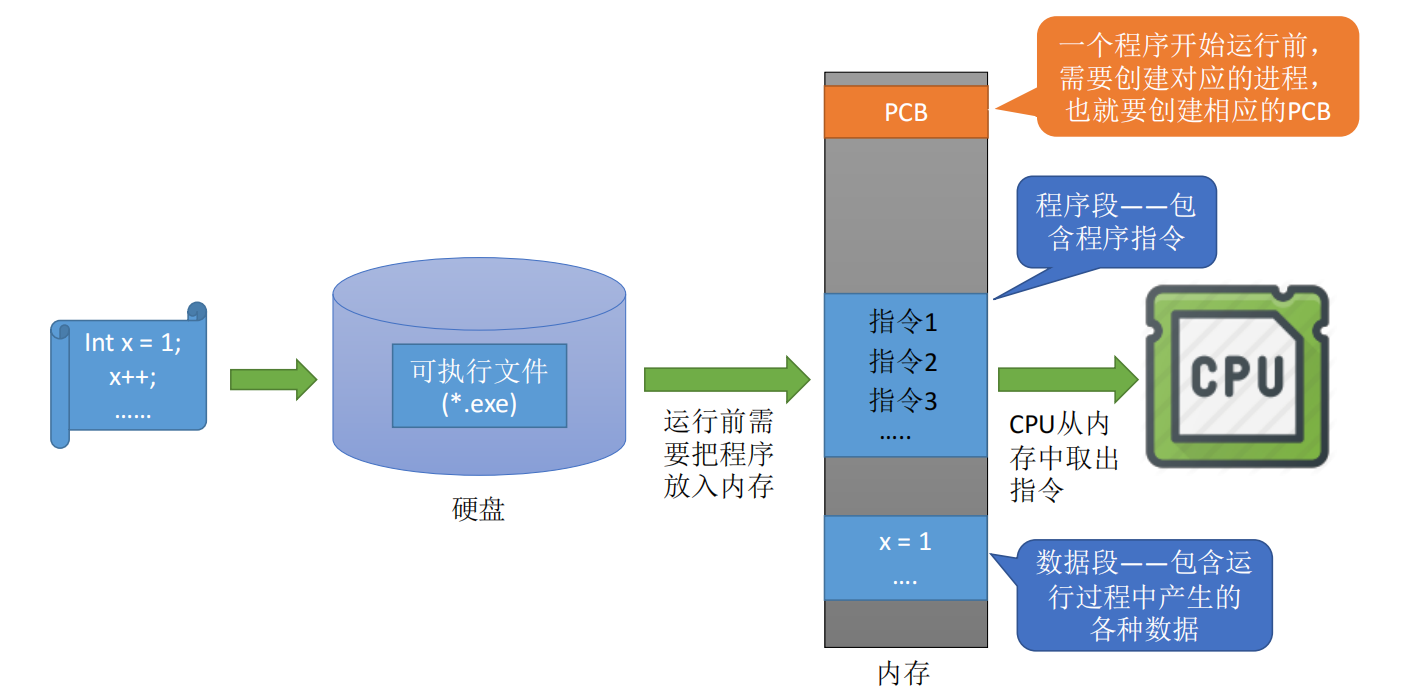 Int x = 1;
x++;
……
可执行文件
(*.exe)
硬盘
运行前需
要把程序
放入内存
PCB
指令1
指令2
指令3
…..
x = 1
….
内存
一个程序开始运行前，
需要创建对应的进程，
也就要创建相应的PCB
程序段——包
含程序指令
CPU从内
存中取出
指令
CPU
数据段——包含运
行过程中产生的
各种数据